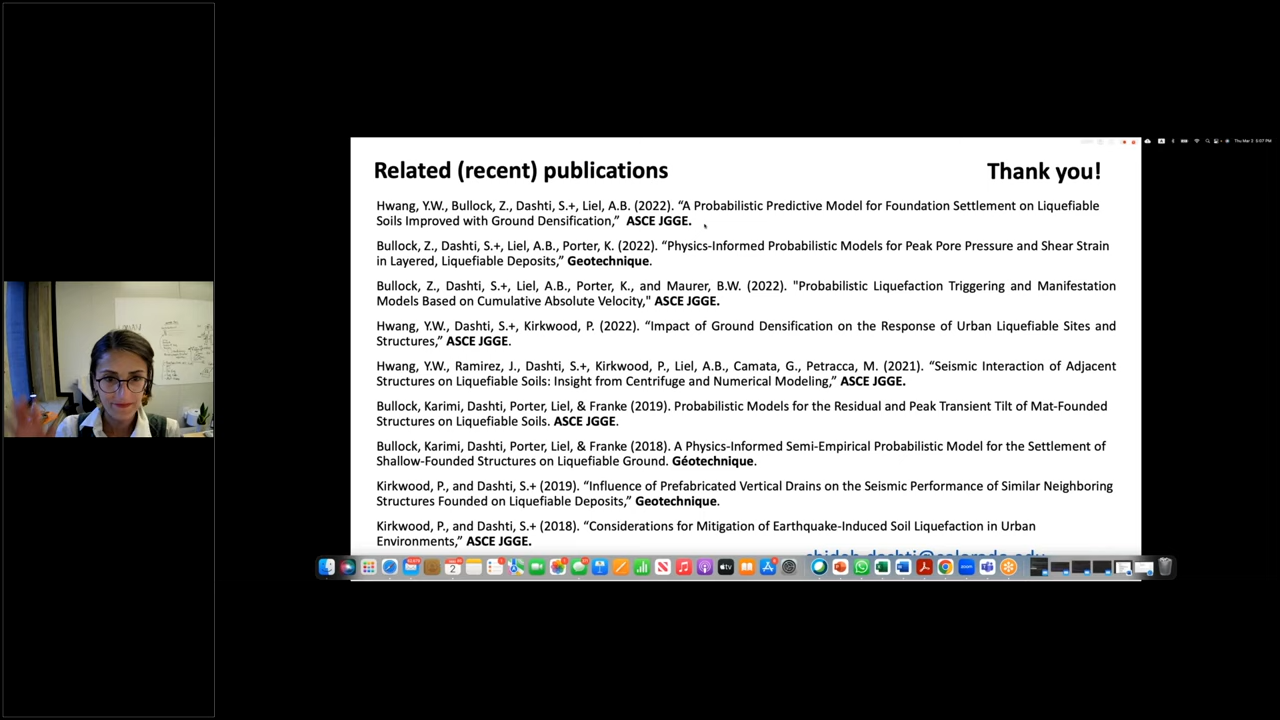 Thu Mar 2 5:07 PM
Related (recent) publications
Thank you!
Hwang, Y.W., Bullock, Z., Dashti, S.+, Liel, A.B. (2022). “A Probabilistic Predictive Model for Foundation Settlement on Liquefiable
Soils Improved with Ground Densification,” ASCE JGGE.
Bullock, Z., Dashti, S.+, Liel, A.B., Porter, K. (2022). “Physics-Informed Probabilistic Models for Peak Pore Pressure and Shear Strain
in Layered, Liquefiable Deposits,” Geotechnique.
Bullock, Z., Dashti, S.+, Liel, A.B., Porter, K., and Maurer, B.W. (2022). "Probabilistic Liquefaction Triggering and Manifestation
Models Based on Cumulative Absolute Velocity," ASCE JGGE.
Hwang, Y.W., Dashti, S.+, Kirkwood, P. (2022). “Impact of Ground Densification on the Response of Urban Liquefiable Sites and
Structures,” ASCE JGGE.
Hwang, Y.W., Ramirez, J., Dashti, S.+, Kirkwood, P., Liel, A.B., Camata, G., Petracca, M. (2021). “Seismic Interaction of Adjacent
Structures on Liquefiable Soils: Insight from Centrifuge and Numerical Modeling,” ASCE JGGE.
Bullock, Karimi, Dashti, Porter, Liel, & Franke (2019). Probabilistic Models for the Residual and Peak Transient Tilt of Mat-Founded
Structures on Liquefiable Soils. ASCE JGGE.
Bullock, Karimi, Dashti, Porter, Liel, & Franke (2018). A Physics-Informed Semi-Empirical Probabilistic Model for the Settlement of
Shallow-Founded Structures on Liquefiable Ground. Géotechnique.
Kirkwood, P., and Dashti, S.+ (2019). “Influence of Prefabricated Vertical Drains on the Seismic Performance of Similar Neighboring
Structures Founded on Liquefiable Deposits,” Geotechnique.
Kirkwood, P., and Dashti, S.+ (2018). “Considerations for Mitigation of Earthquake-Induced Soil Liquefaction in Urban
Environments,” ASCE JGGE.
shideh.dashti@colorado.edu